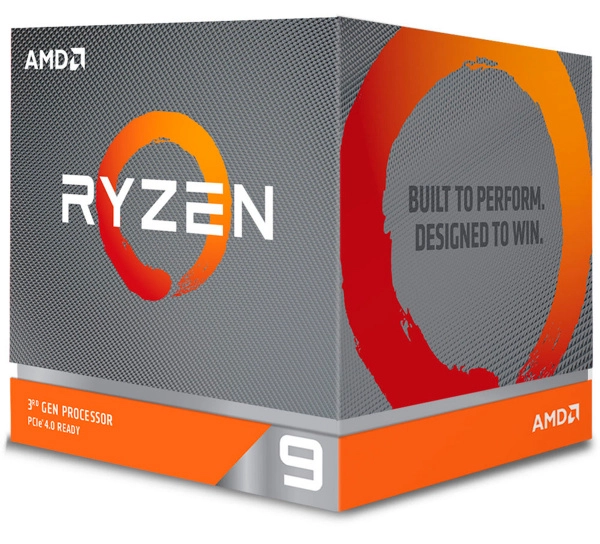 AMD
RYZEN
3RD GEN PROCESSOR
PCIe® 4.0 READY
9
BUILT TO PERFORM.
DESIGNED TO WIN.
AMD